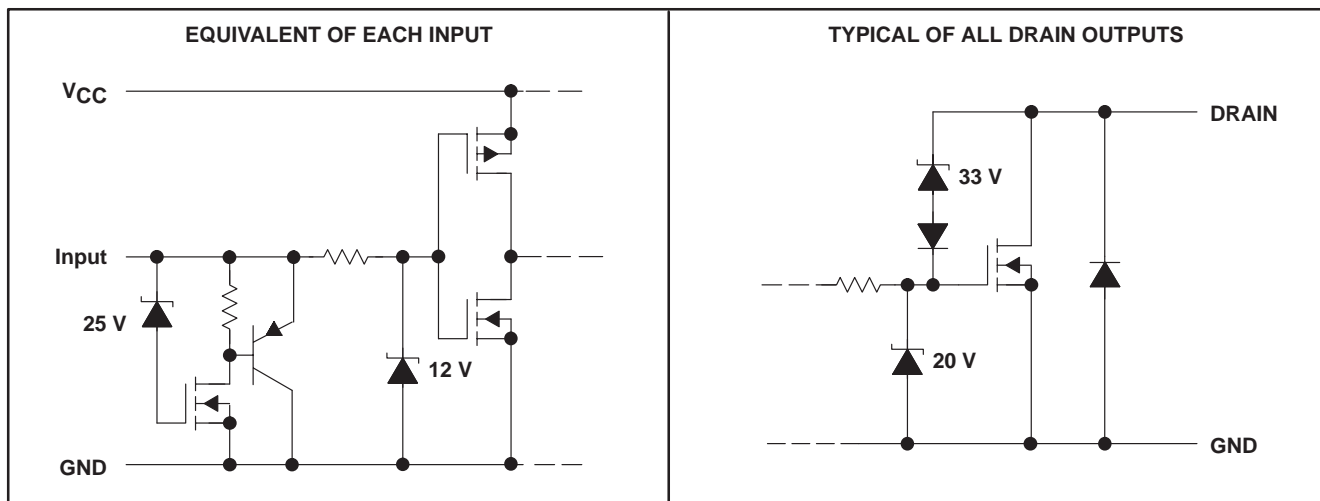 EQUIVALENT OF EACH INPUT
VCC
Input
25 V
12 V
GND
TYPICAL OF ALL DRAIN OUTPUTS
DRAIN
33 V
20 V
GND